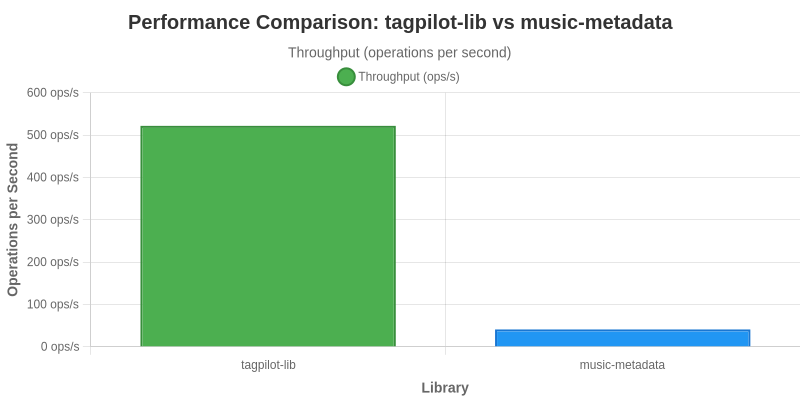 Performance Comparison: tagpilot-lib vs music-metadata
Throughput (operations per second)
Throughput (ops/s)
600 ops/s
500 ops/s
400 ops/s
300 ops/s
200 ops/s
100 ops/s
0 ops/s
Operations per Second
tagpilot-lib
music-metadata
Library